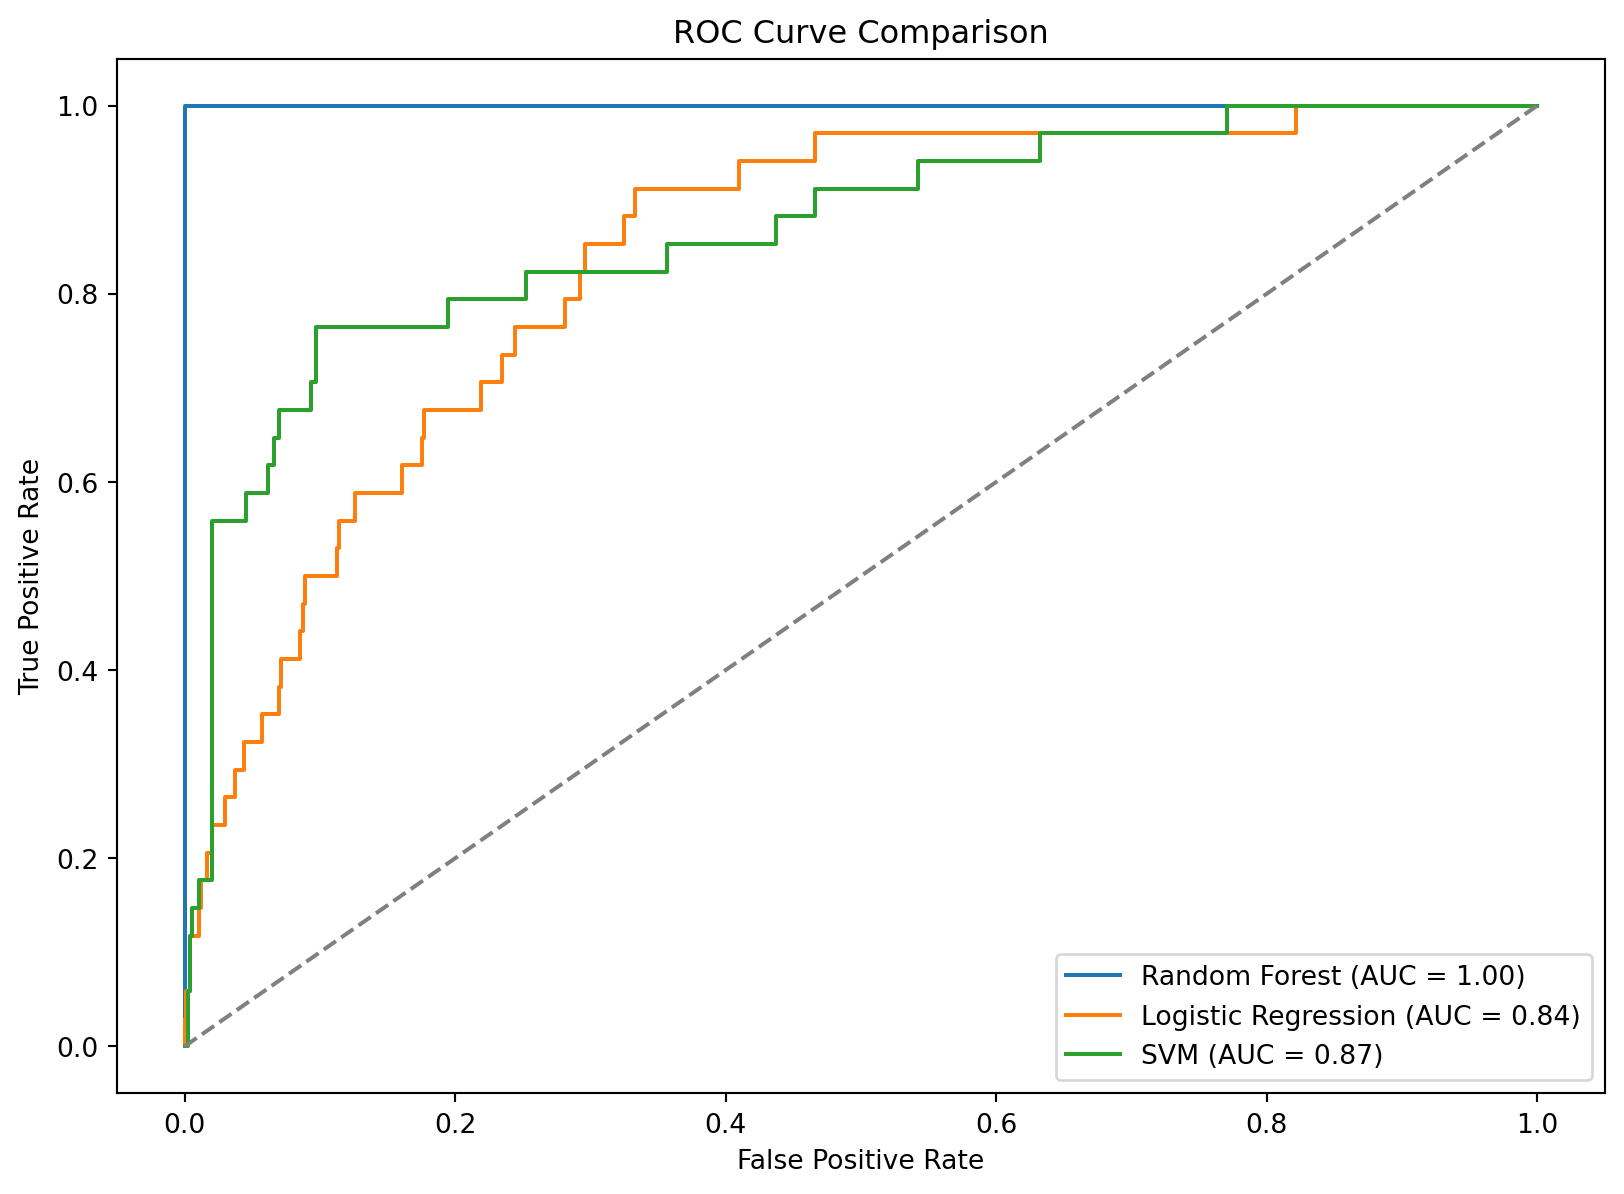 ROC Curve Comparison
True Positive Rate
1.0
0.8
0.6
0.4
0.2
0.0
Random Forest (AUC = 1.00)
Logistic Regression (AUC = 0.84)
SVM (AUC = 0.87)
0.0 0.2 0.4 0.6 0.8 1.0
False Positive Rate